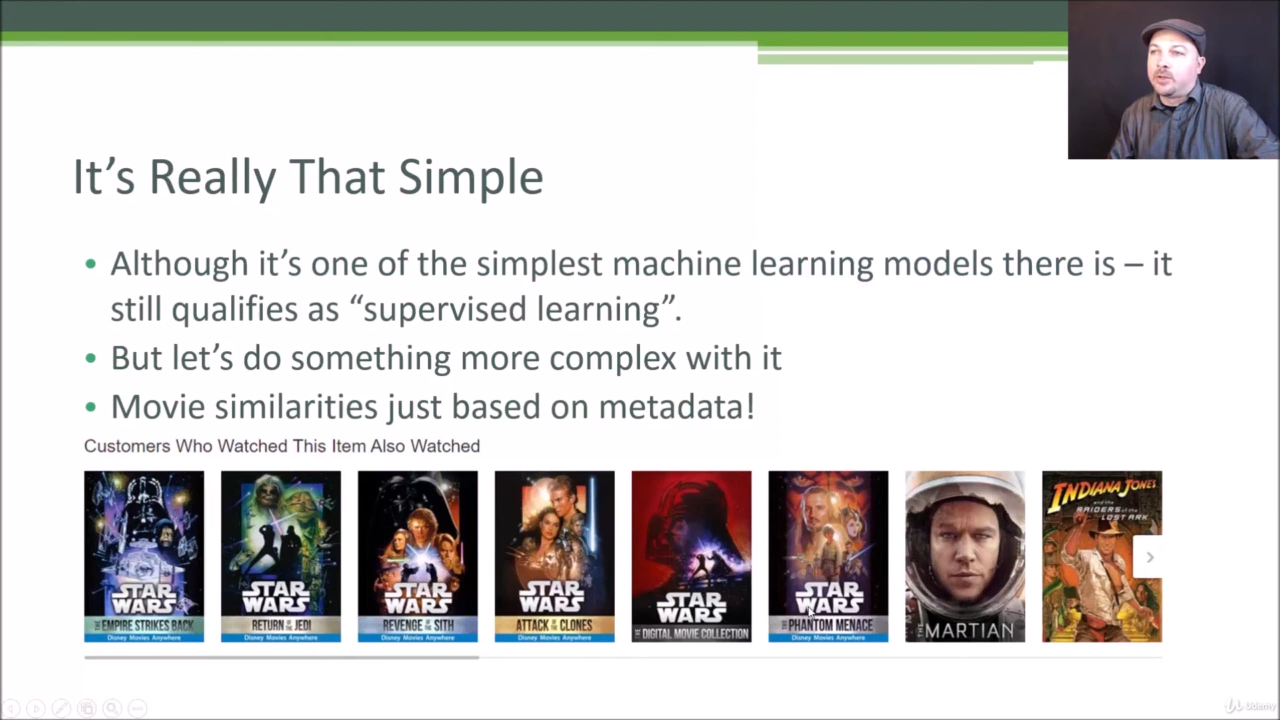 It's Really That Simple
• Although it's one of the simplest machine learning models there is – it
still qualifies as “supervised learning”.
• But let's do something more complex with it
• Movie similarities just based on metadata!
Customers Who Watched This Item Also Watched
STAR WARS
THE EMPIRE STRIKES BACK
Disney Movies Anywhere
STAR WARS
RETURN OF THE JEDI
Disney Movies Anywhere
STAR WARS
REVENGE OF THE SITH
Disney Movies Anywhere
STAR WARS
ATTACK OF THE CLONES
Disney Movies Anywhere
STAR WARS
THE DIGITAL MOVIE COLLECTION
STAR WARS
THE PHANTOM MENACE
Disney Movies Anywhere
THE MARTIAN
INDIANA JONES
and the
RAIDERS of the
LOST ARK
Udemy